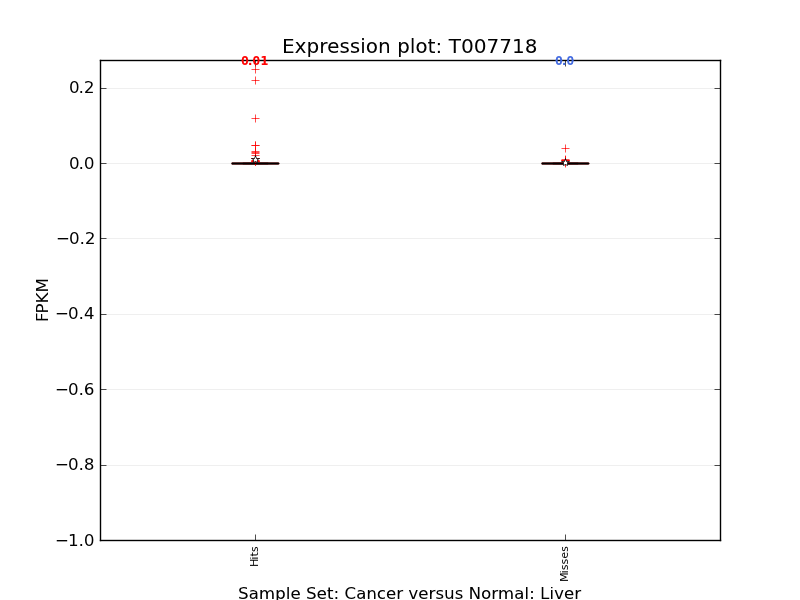 Expression plot: T007718
0.01
0.0
0.2
0.0
−0.2
−0.4
−0.6
−0.8
−1.0
FPKM
Hits
Misses
Sample Set: Cancer versus Normal: Liver